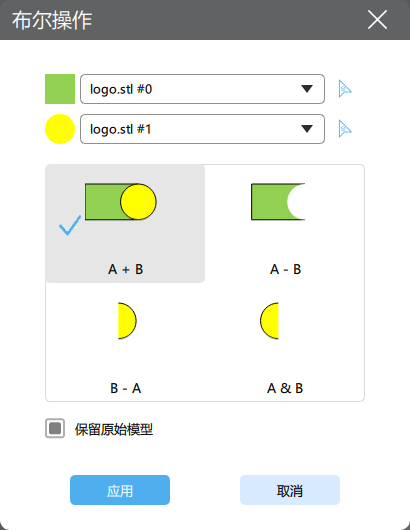 布尔操作
logo.stl #0
logo.stl #1
A + B
A - B
B - A
A & B
保留原始模型
应用
取消